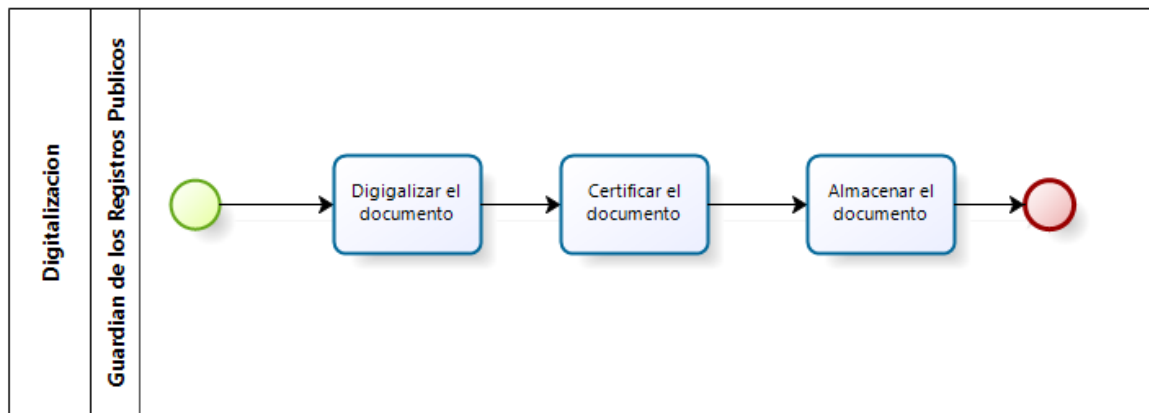 Digitalizacion
Guardian de los Registros Publicos
Digigalizar el
documento
Certificar el
documento
Almacenar el
documento